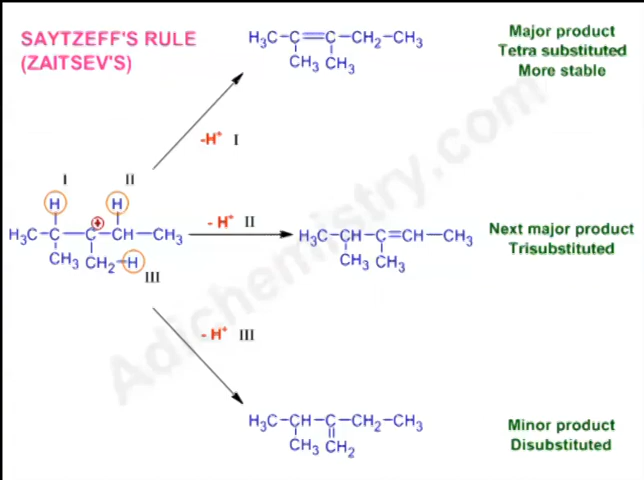 SAYTZEFF'S RULE
(ZAITSEV'S)
H₃C—C=C—CH₂—CH₃
CH₃ CH₃
Major product
Tetra substituted
More stable
-H⁺ I
I
II
H
H
H₃C—C—C—CH—CH₃
⊕
CH₃ CH₂—H
III
- H⁺ II
H₃C—CH—C=CH—CH₃
CH₃ CH₃
Next major product
Trisubstituted
- H⁺ III
H₃C—CH—C—CH₂—CH₃
CH₃ CH₂
Minor product
Disubstituted
Adichemistry.com